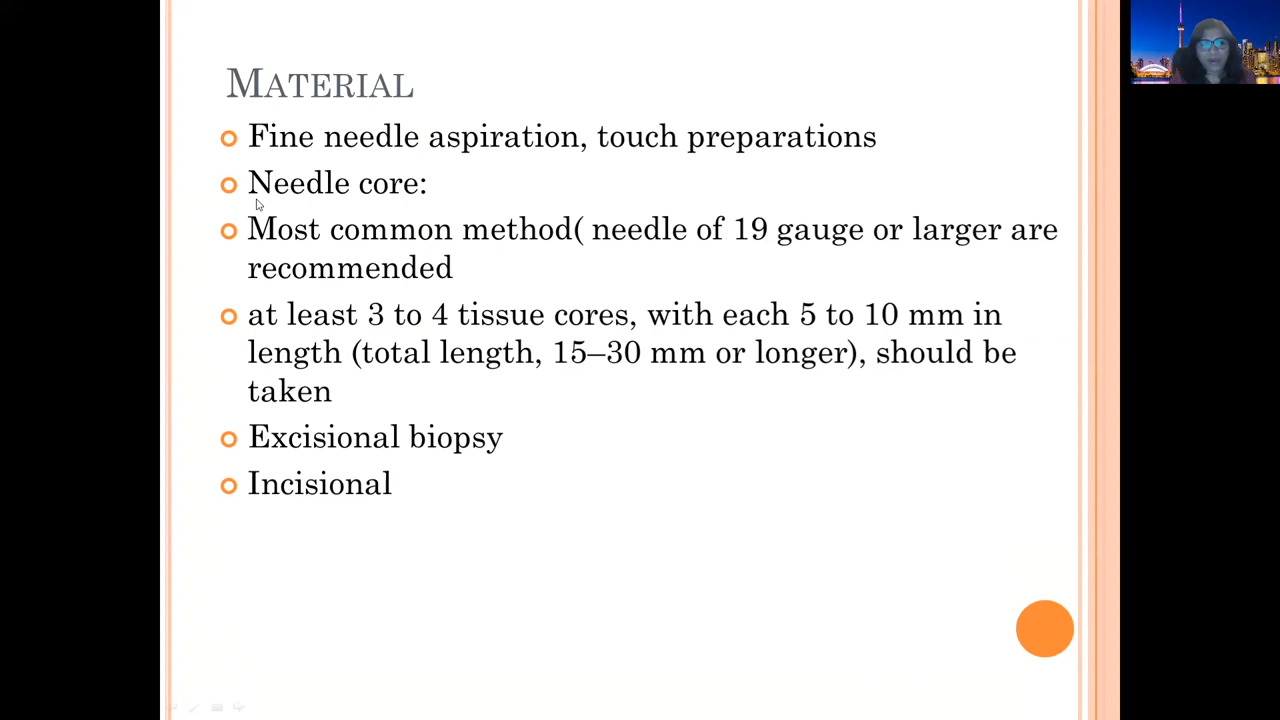 MATERIAL
Fine needle aspiration, touch preparations
Needle core:
Most common method( needle of 19 gauge or larger are
recommended
at least 3 to 4 tissue cores, with each 5 to 10 mm in
length (total length, 15–30 mm or longer), should be
taken
Excisional biopsy
Incisional